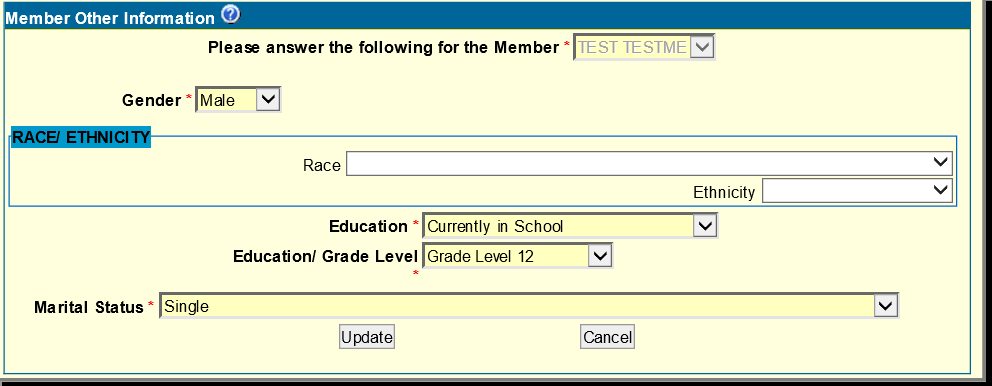 Member Other Information ?
Please answer the following for the Member * TEST TESTME
Gender * Male
RACE/ ETHNICITY
Race
Ethnicity
Education * Currently in School
Education/ Grade Level * Grade Level 12
Marital Status * Single
Update Cancel